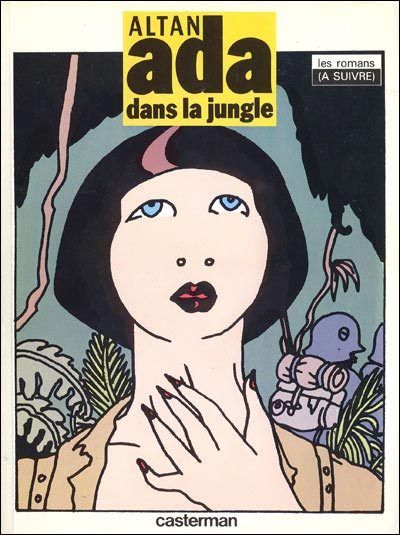 ALTAN
ada
dans la jungle
les romans
(A SUIVRE)
casterman